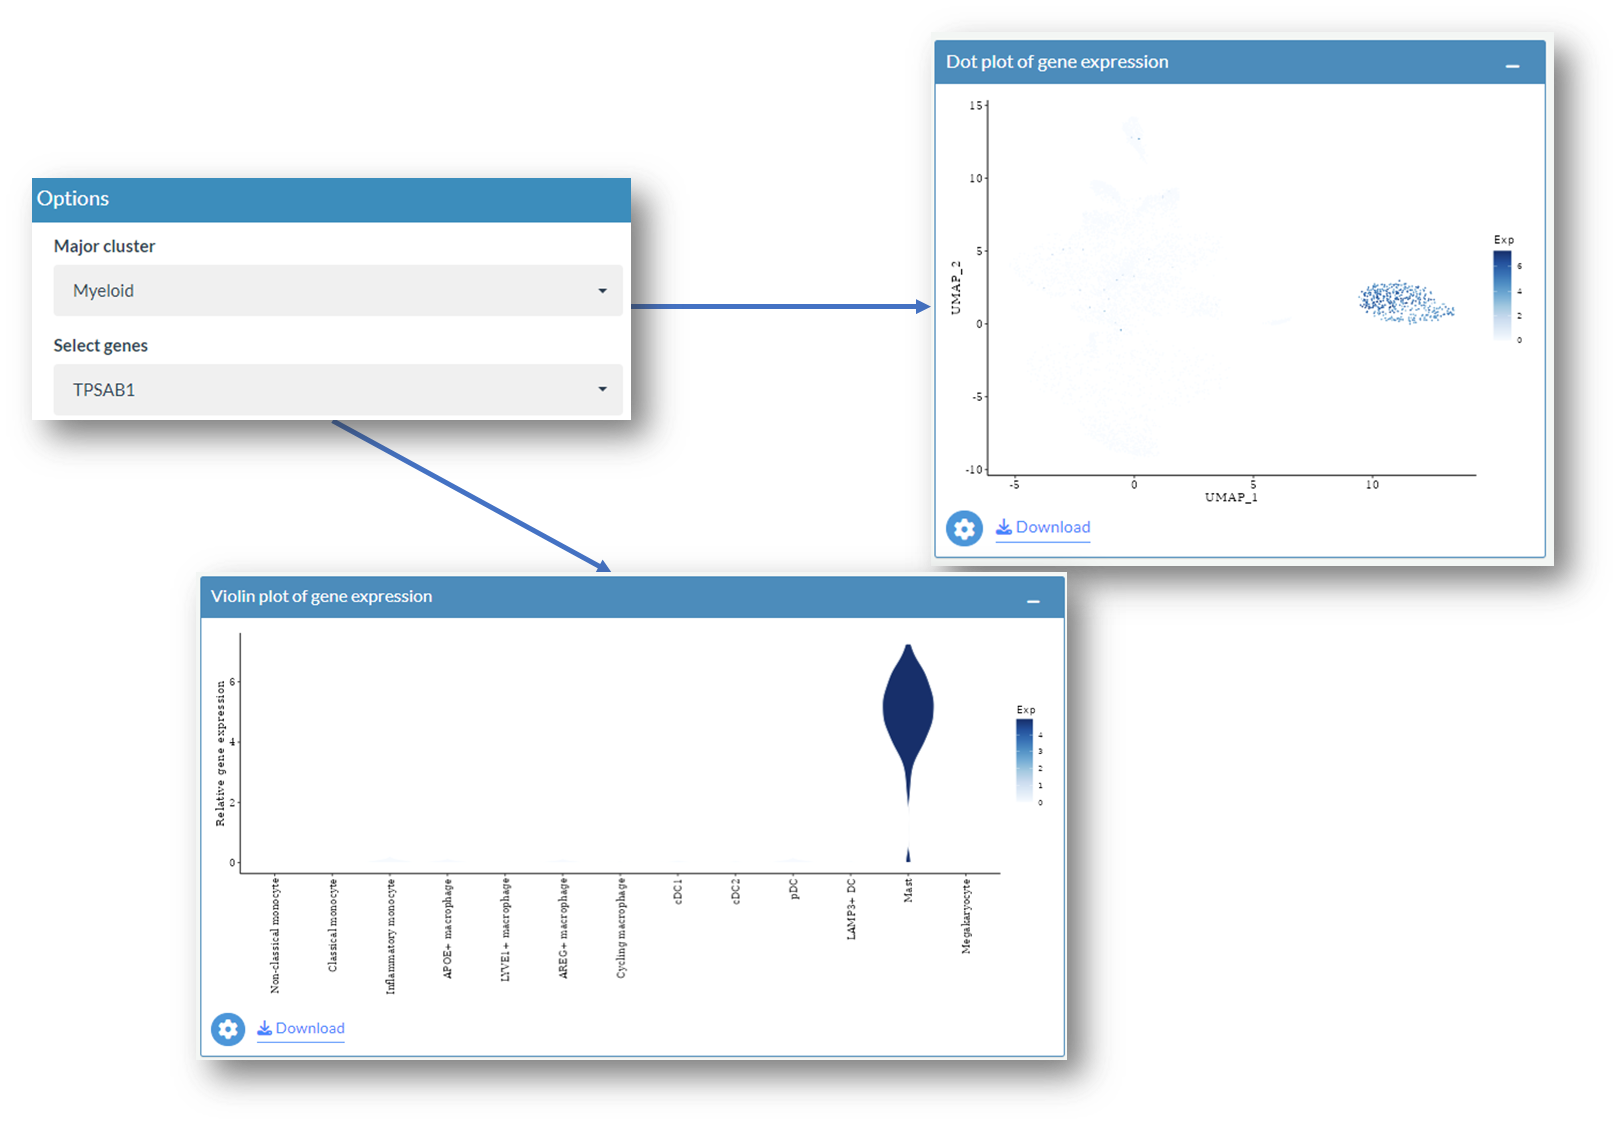 Options
Major cluster
Myeloid
Select genes
TPSAB1
Dot plot of gene expression
15
10
5
0
-5
-10
UMAP_2
-5
0
5
10
UMAP_1
Exp
6
4
2
0
Download
Violin plot of gene expression
6
4
2
0
Relative gene expression
Exp
4
3
2
1
0
Non-classical monocyte
Classical monocyte
Inflammatory monocyte
APOE+ macrophage
LYVE1+ macrophage
AREG+ macrophage
Cycling macrophage
cDC1
cDC2
pDC
LAMP3+ DC
Mast
Megakaryocyte
Download